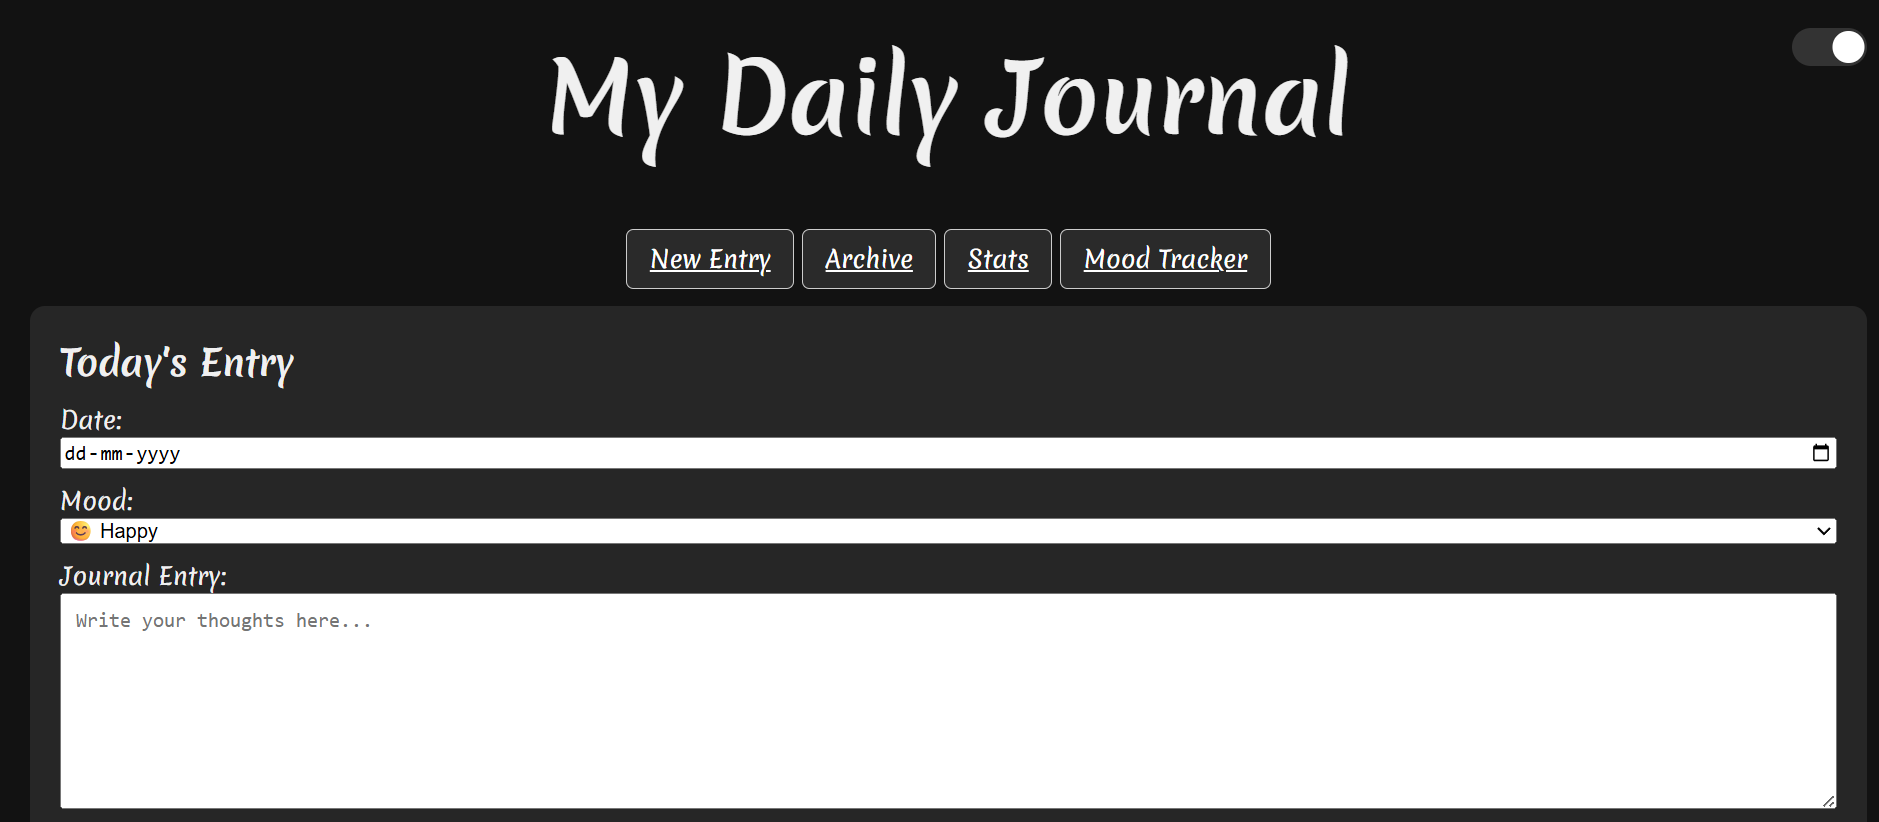 My Daily Journal
New Entry Archive Stats Mood Tracker
Today's Entry
Date:
dd-mm-yyyy
Mood:
😊 Happy
Journal Entry:
Write your thoughts here...